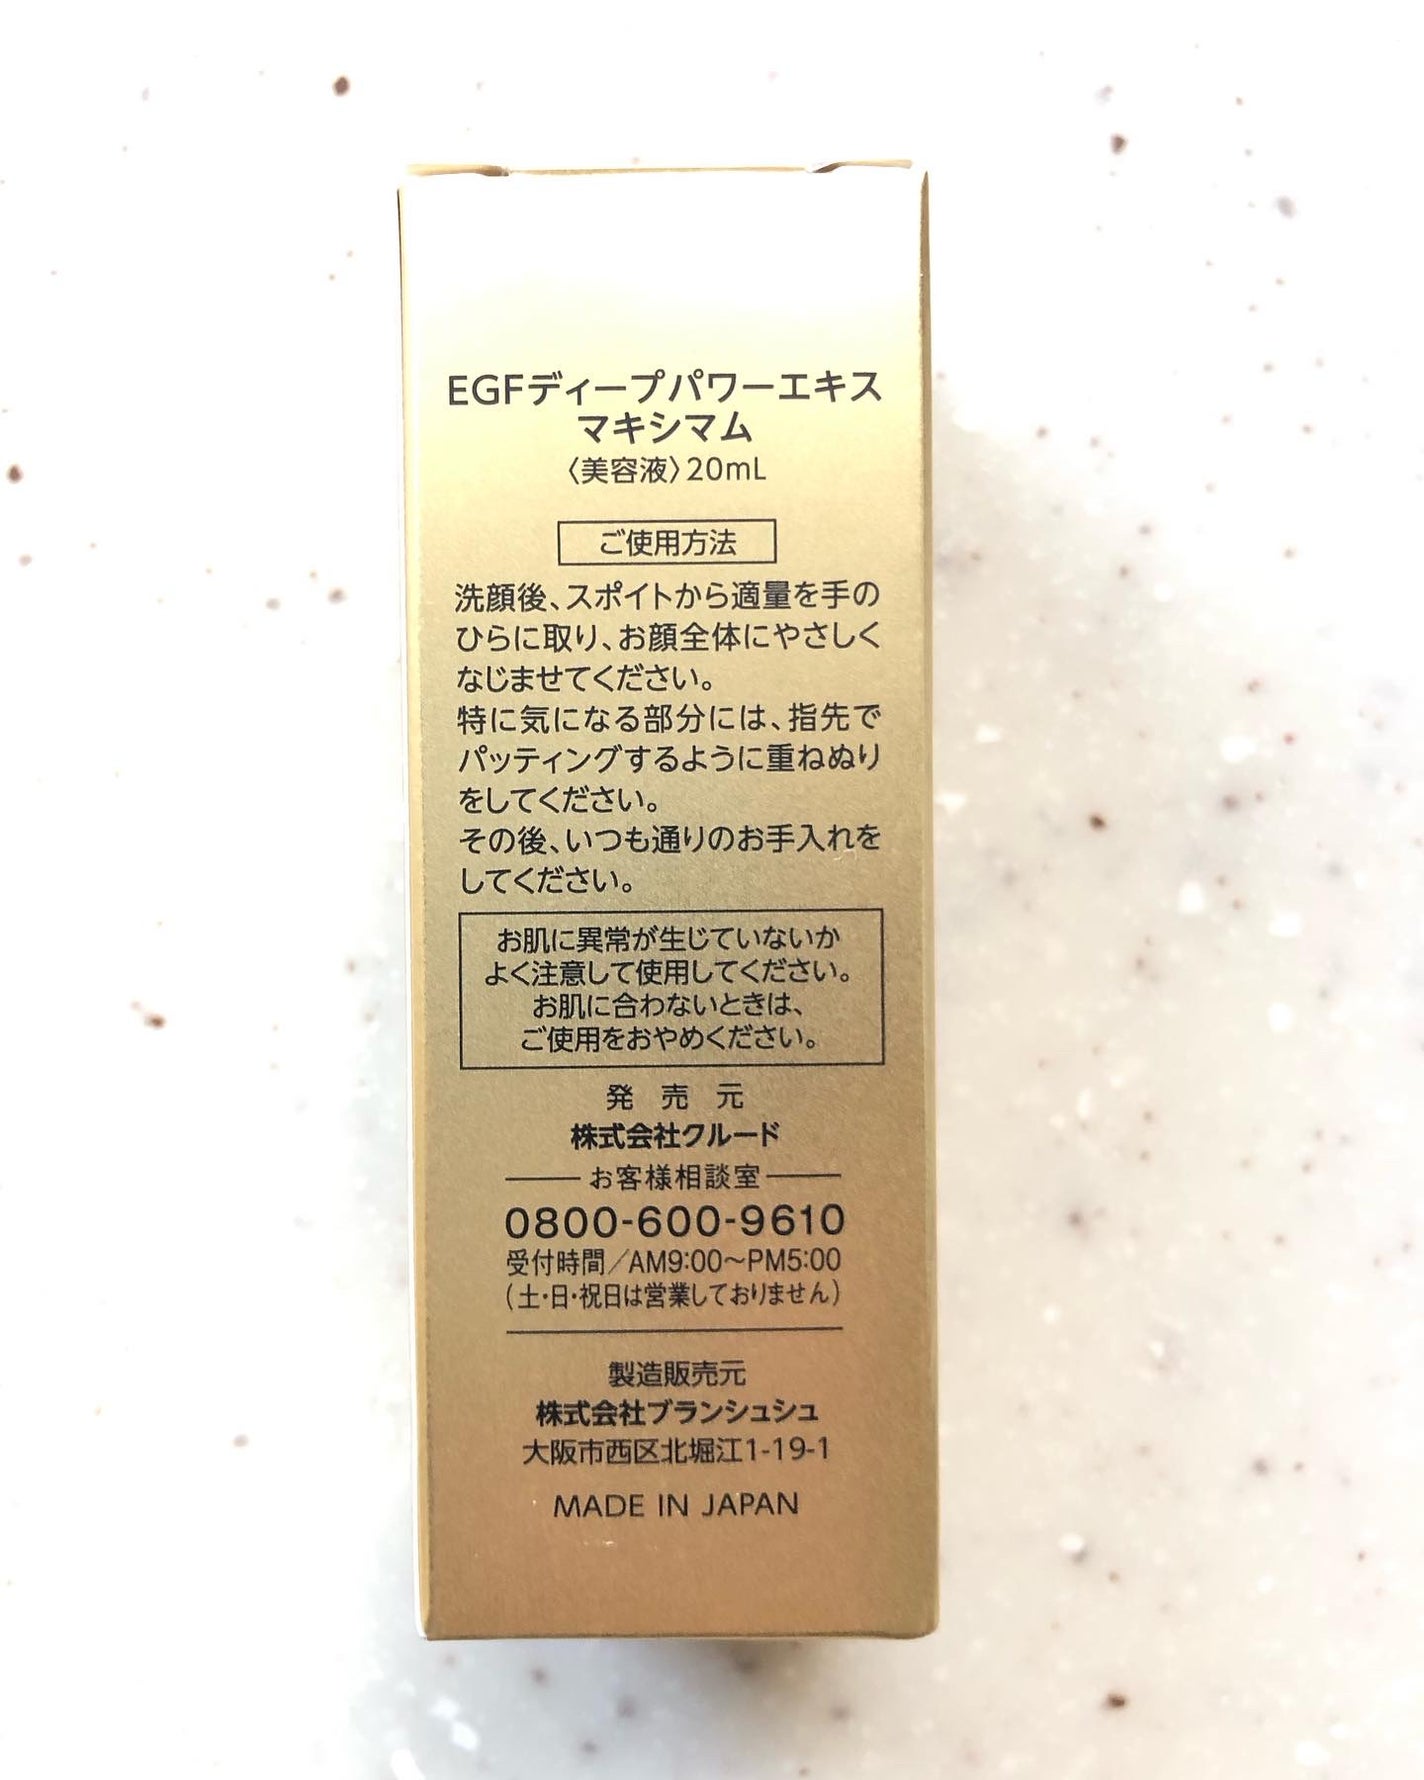 EGFディープパワーエキス
マキシマム
〈美容液〉20mL
ご使用方法
洗顔後、スポイトから適量を手の
ひらに取り、お顔全体にやさしく
なじませてください。
特に気になる部分には、指先で
パッティングするように重ねぬり
をしてください。
その後、いつも通りのお手入れを
してください。
お肌に異常が生じていないか
よく注意して使用してください。
お肌に合わないときは、
ご使用をおやめください。
発 売 元
株式会社クルード
お客様相談室
0800-600-9610
受付時間／AM9:00～PM5:00
(土・日・祝日は営業しておりません)
製造販売元
株式会社ブランシュシュ
大阪市西区北堀江1-19-1
MADE IN JAPAN